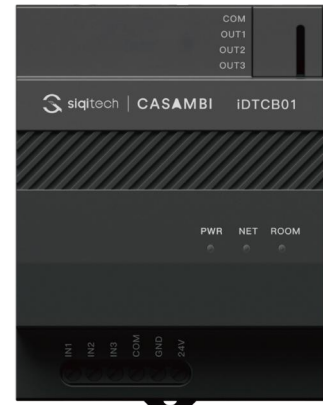 COM
OUT1
OUT2
OUT3
siqitech | CASAMBI iDTCB01
PWR NET ROOM
IN1 IN2 IN3 COM GND 24V